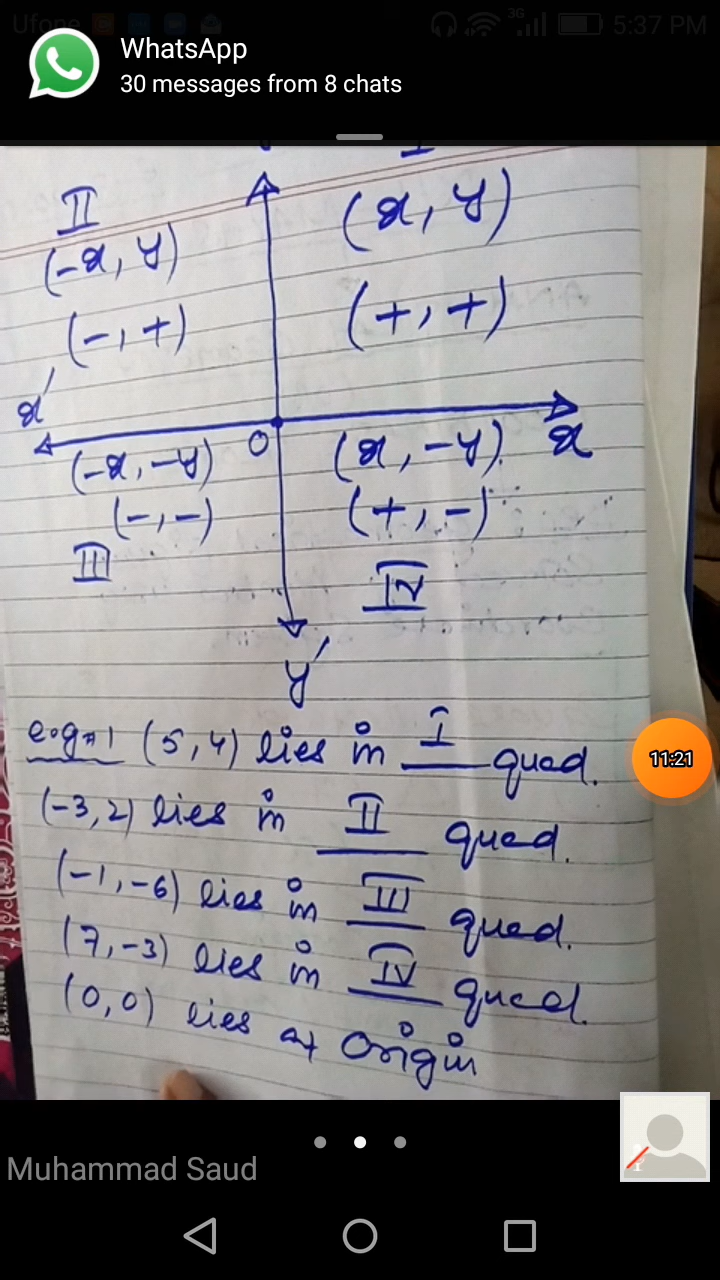 Ufone
3G
5:37 PM
WhatsApp
30 messages from 8 chats
I
II
(x, y)
(-x, y)
(-, +)
(+, +)
x'
O
x
(-x, -y)
(x, -y)
(-, -)
(+, -)
III
IV
y'
e.g#1 (5, 4) lies in I quad.
(-3, 2) lies in II quad.
(-1, -6) lies in III quad.
(7, -3) lies in IV quad.
(0, 0) lies at origin
11:21
Muhammad Saud